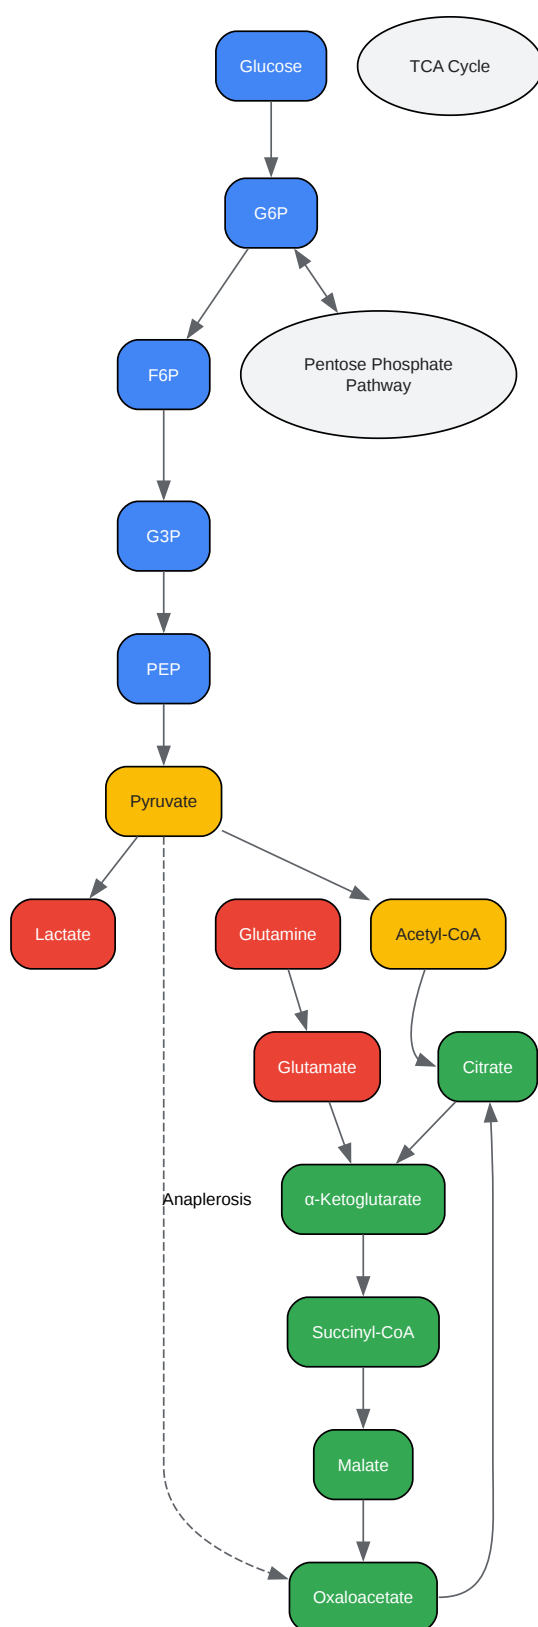 Glucose
TCA Cycle
G6P
F6P
Pentose Phosphate
Pathway
G3P
PEP
Pyruvate
Lactate
Glutamine
Acetyl-CoA
Glutamate
Citrate
Anaplerosis
α-Ketoglutarate
Succinyl-CoA
Malate
Oxaloacetate